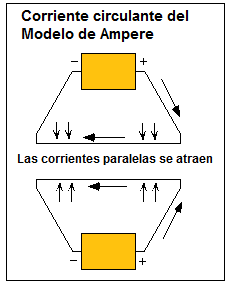 Corriente circulante del
Modelo de Ampere
- +
Las corrientes paralelas se atraen
- +